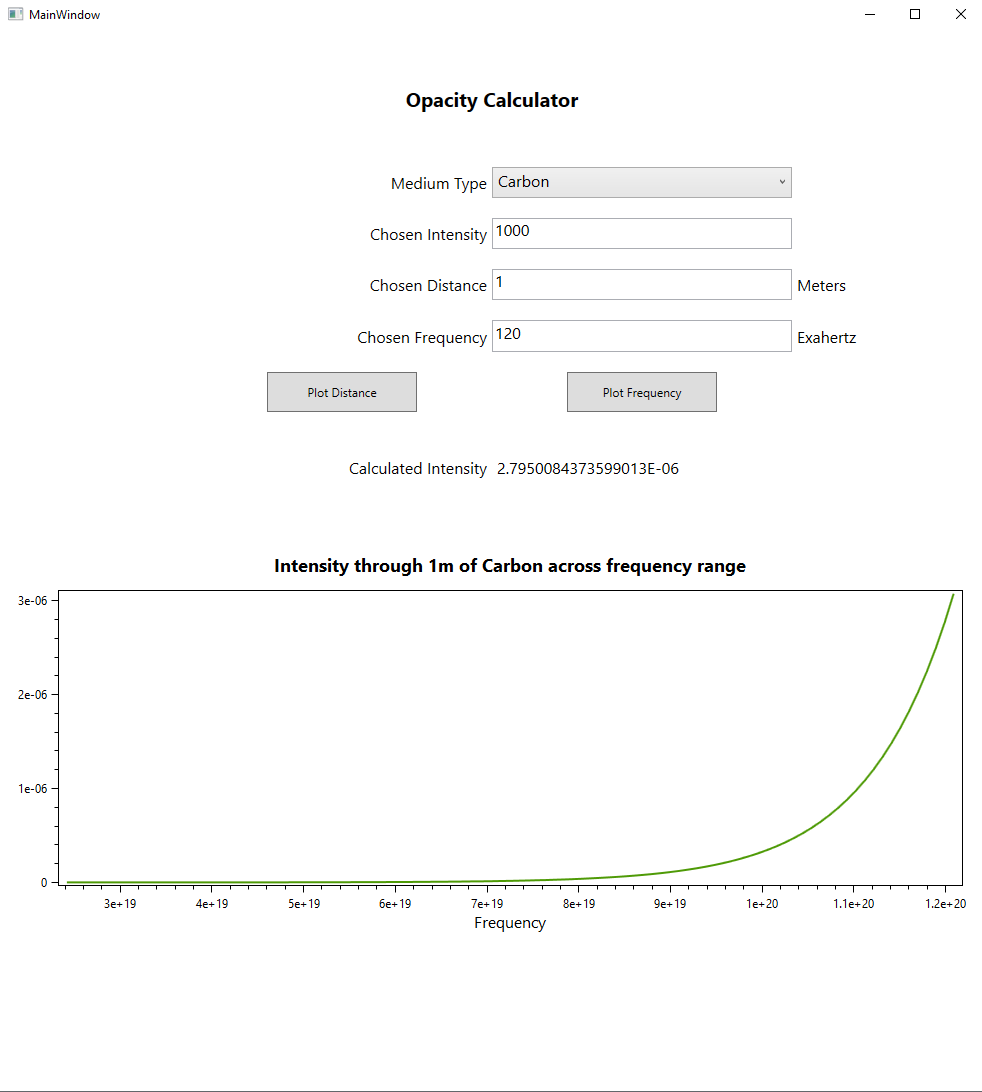 MainWindow
Opacity Calculator
Medium Type Carbon
Chosen Intensity 1000
Chosen Distance 1 Meters
Chosen Frequency 120 Exahertz
Plot Distance Plot Frequency
Calculated Intensity 2.7950084373599013E-06
Intensity through 1m of Carbon across frequency range
3e-06
2e-06
1e-06
0
3e+19 4e+19 5e+19 6e+19 7e+19 8e+19 9e+19 1e+20 1.1e+20 1.2e+20
Frequency